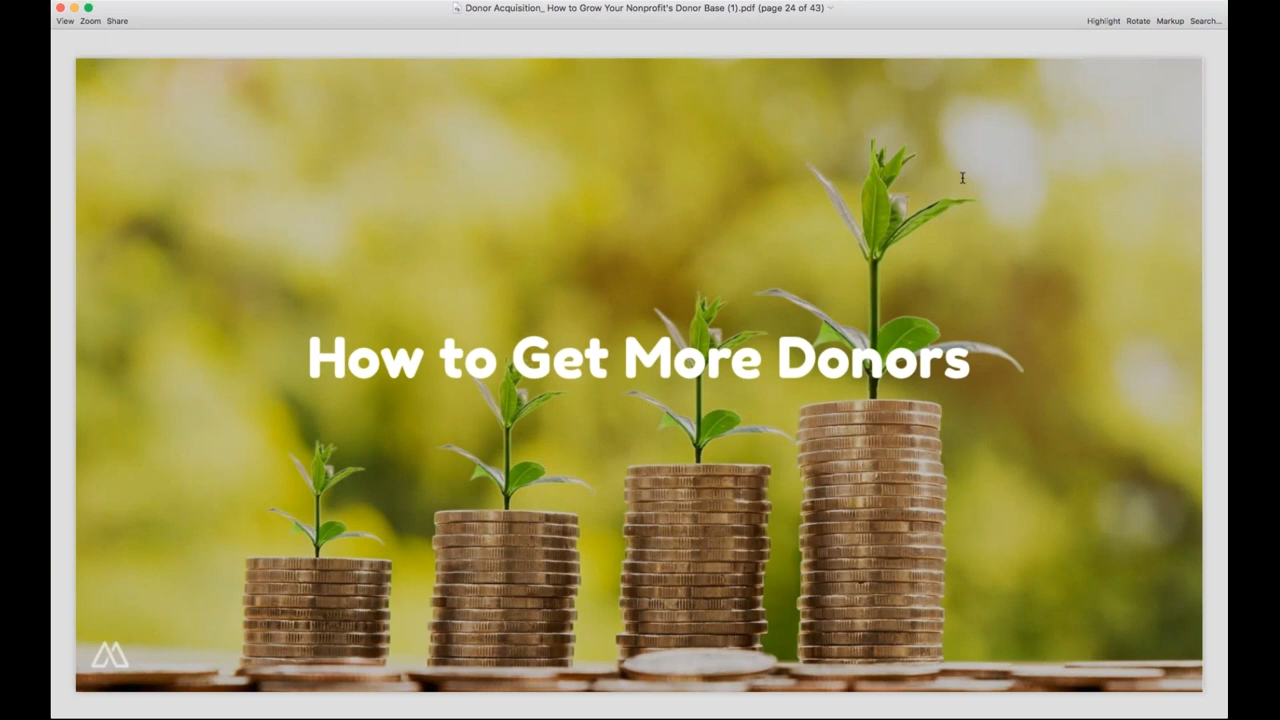 Donor Acquisition_ How to Grow Your Nonprofit's Donor Base (1).pdf (page 24 of 43)
View Zoom Share
Highlight Rotate Markup Search...
How to Get More Donors